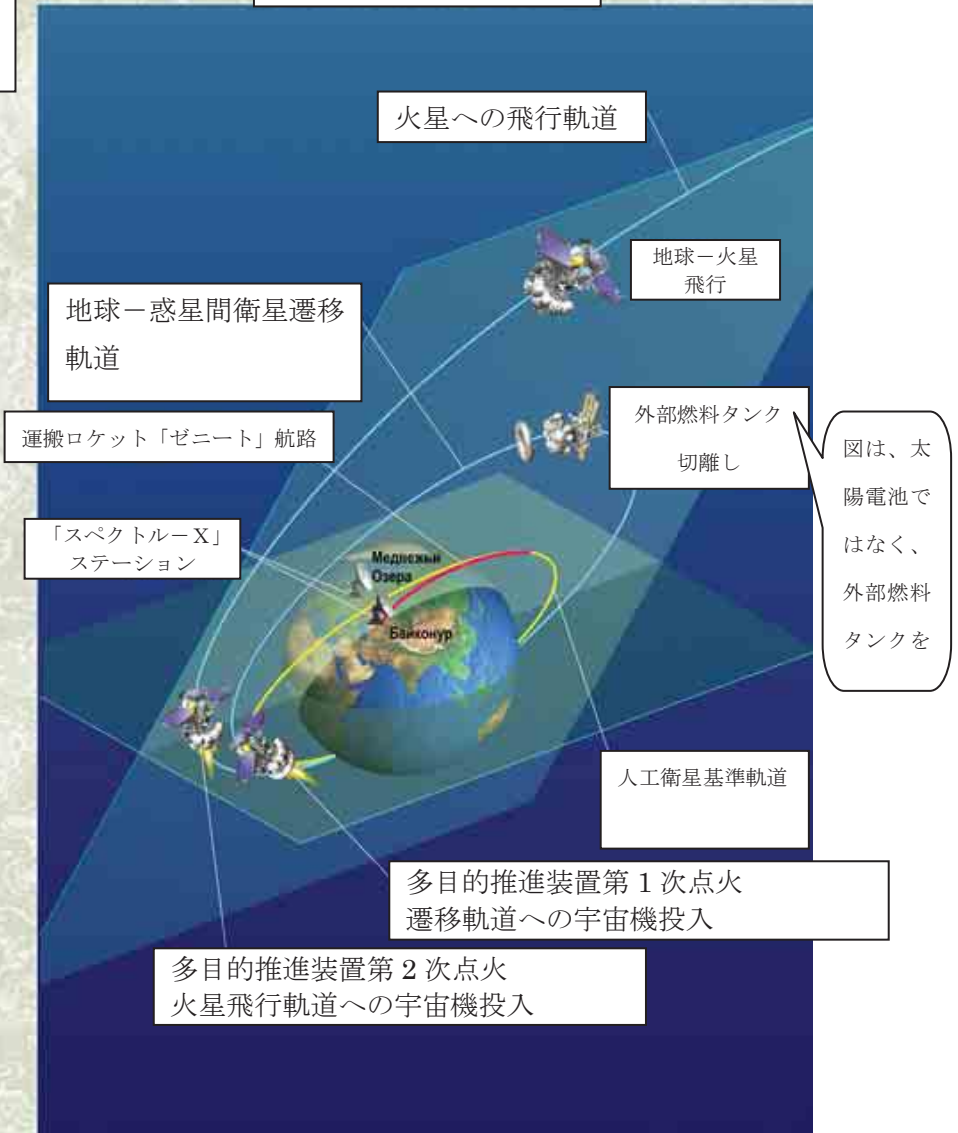 火星への飛行軌道
地球－火星
飛行
地球－惑星間衛星遷移
軌道
外部燃料タンク
切離し
図は、太
陽電池で
はなく、
外部燃料
タンクを
運搬ロケット「ゼニート」航路
「スペクトル－Ｘ」
ステーション
Медвежьи
Озера
Байконур
人工衛星基準軌道
多目的推進装置第 1 次点火
遷移軌道への宇宙機投入
多目的推進装置第 2 次点火
火星飛行軌道への宇宙機投入